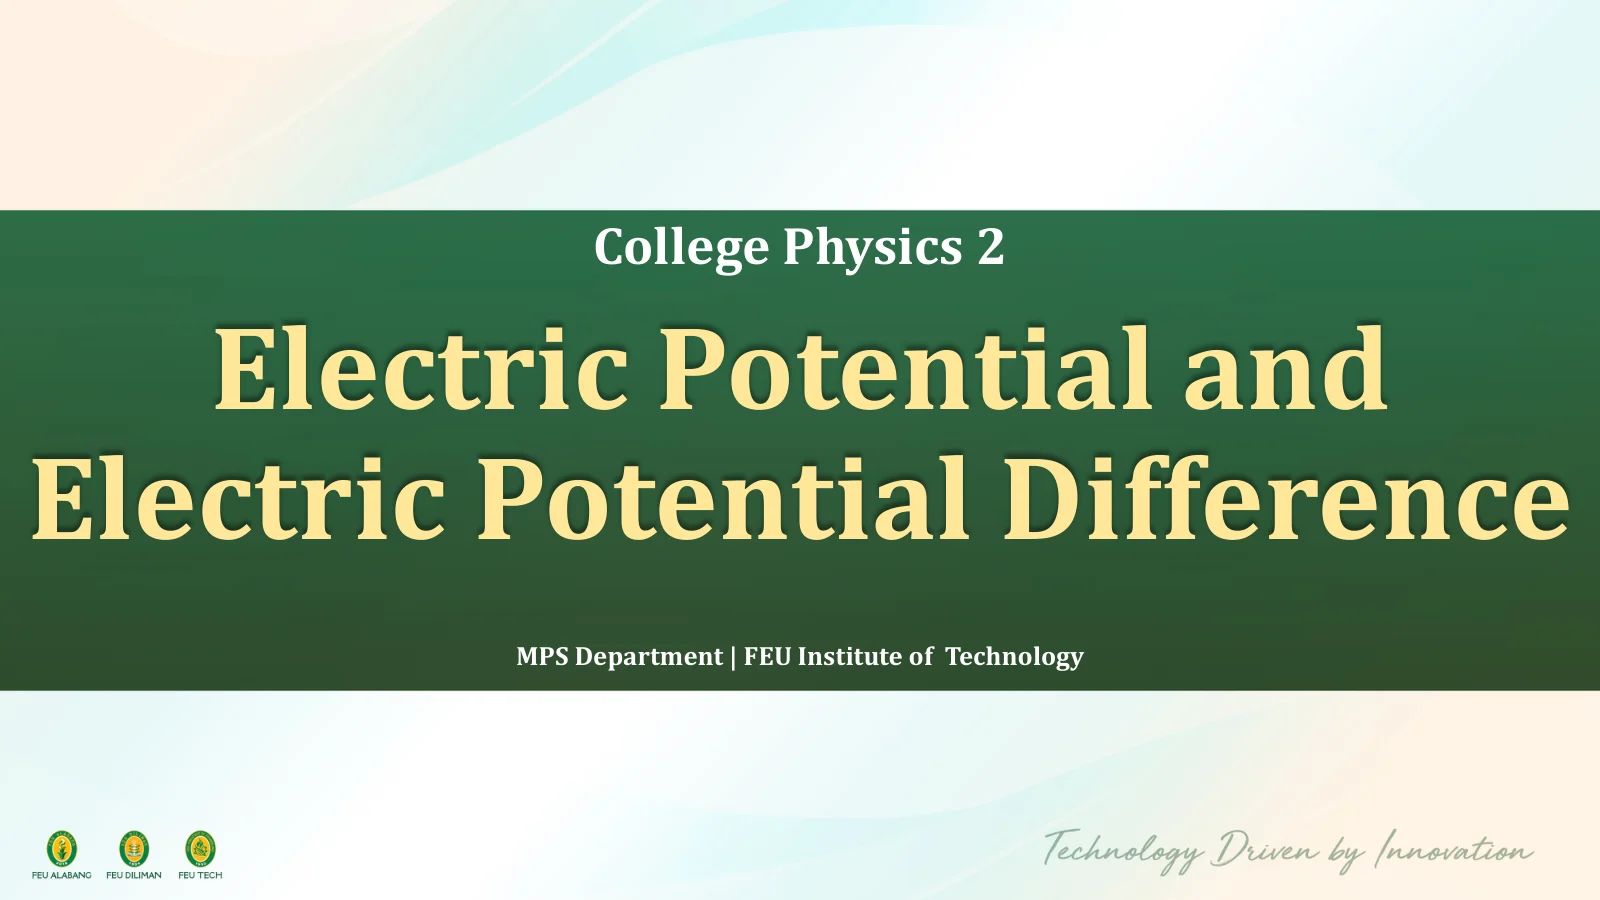 College Physics 2
Electric Potential and
Electric Potential Difference
MPS Department | FEU Institute of  Technology
FEU ALABANG
FEU DILIMAN
FEU TECH
Technology Driven by Innovation